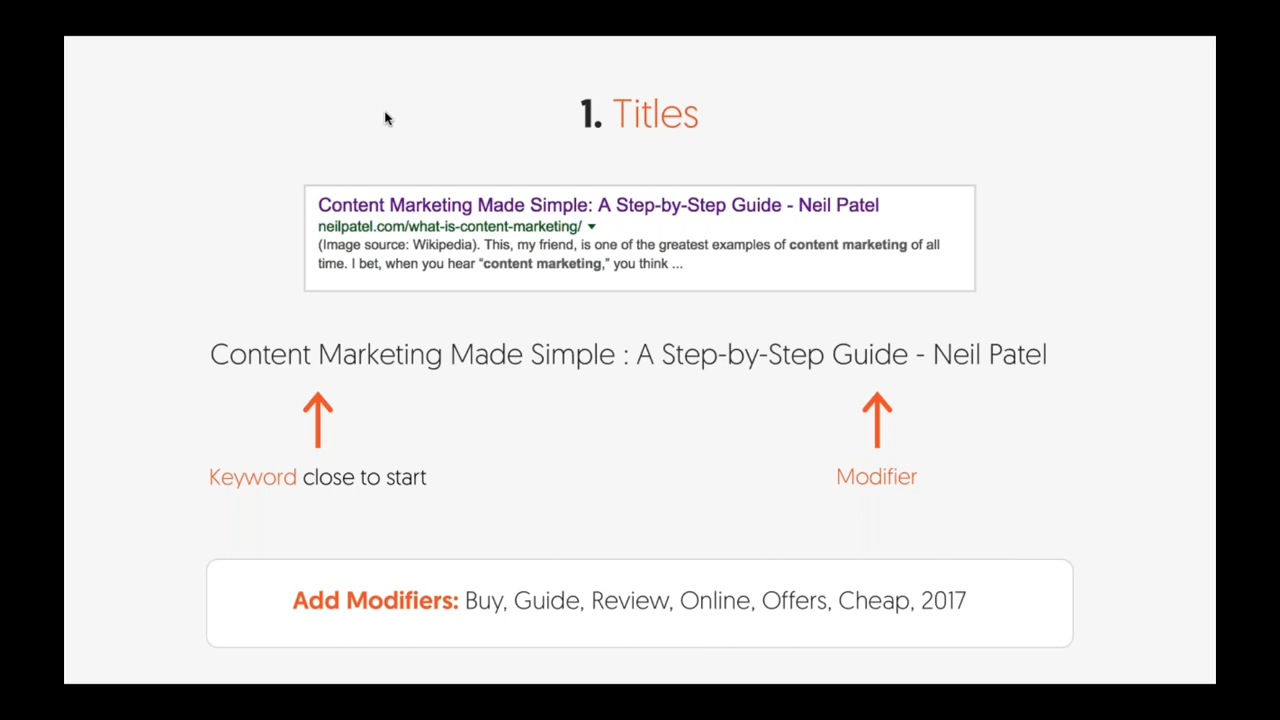 1. Titles
Content Marketing Made Simple: A Step-by-Step Guide - Neil Patel
neilpatel.com/what-is-content-marketing/
(Image source: Wikipedia). This, my friend, is one of the greatest examples of content marketing of all
time. I bet, when you hear “content marketing,” you think ...
Content Marketing Made Simple : A Step-by-Step Guide - Neil Patel
Keyword close to start
Modifier
Add Modifiers: Buy, Guide, Review, Online, Offers, Cheap, 2017